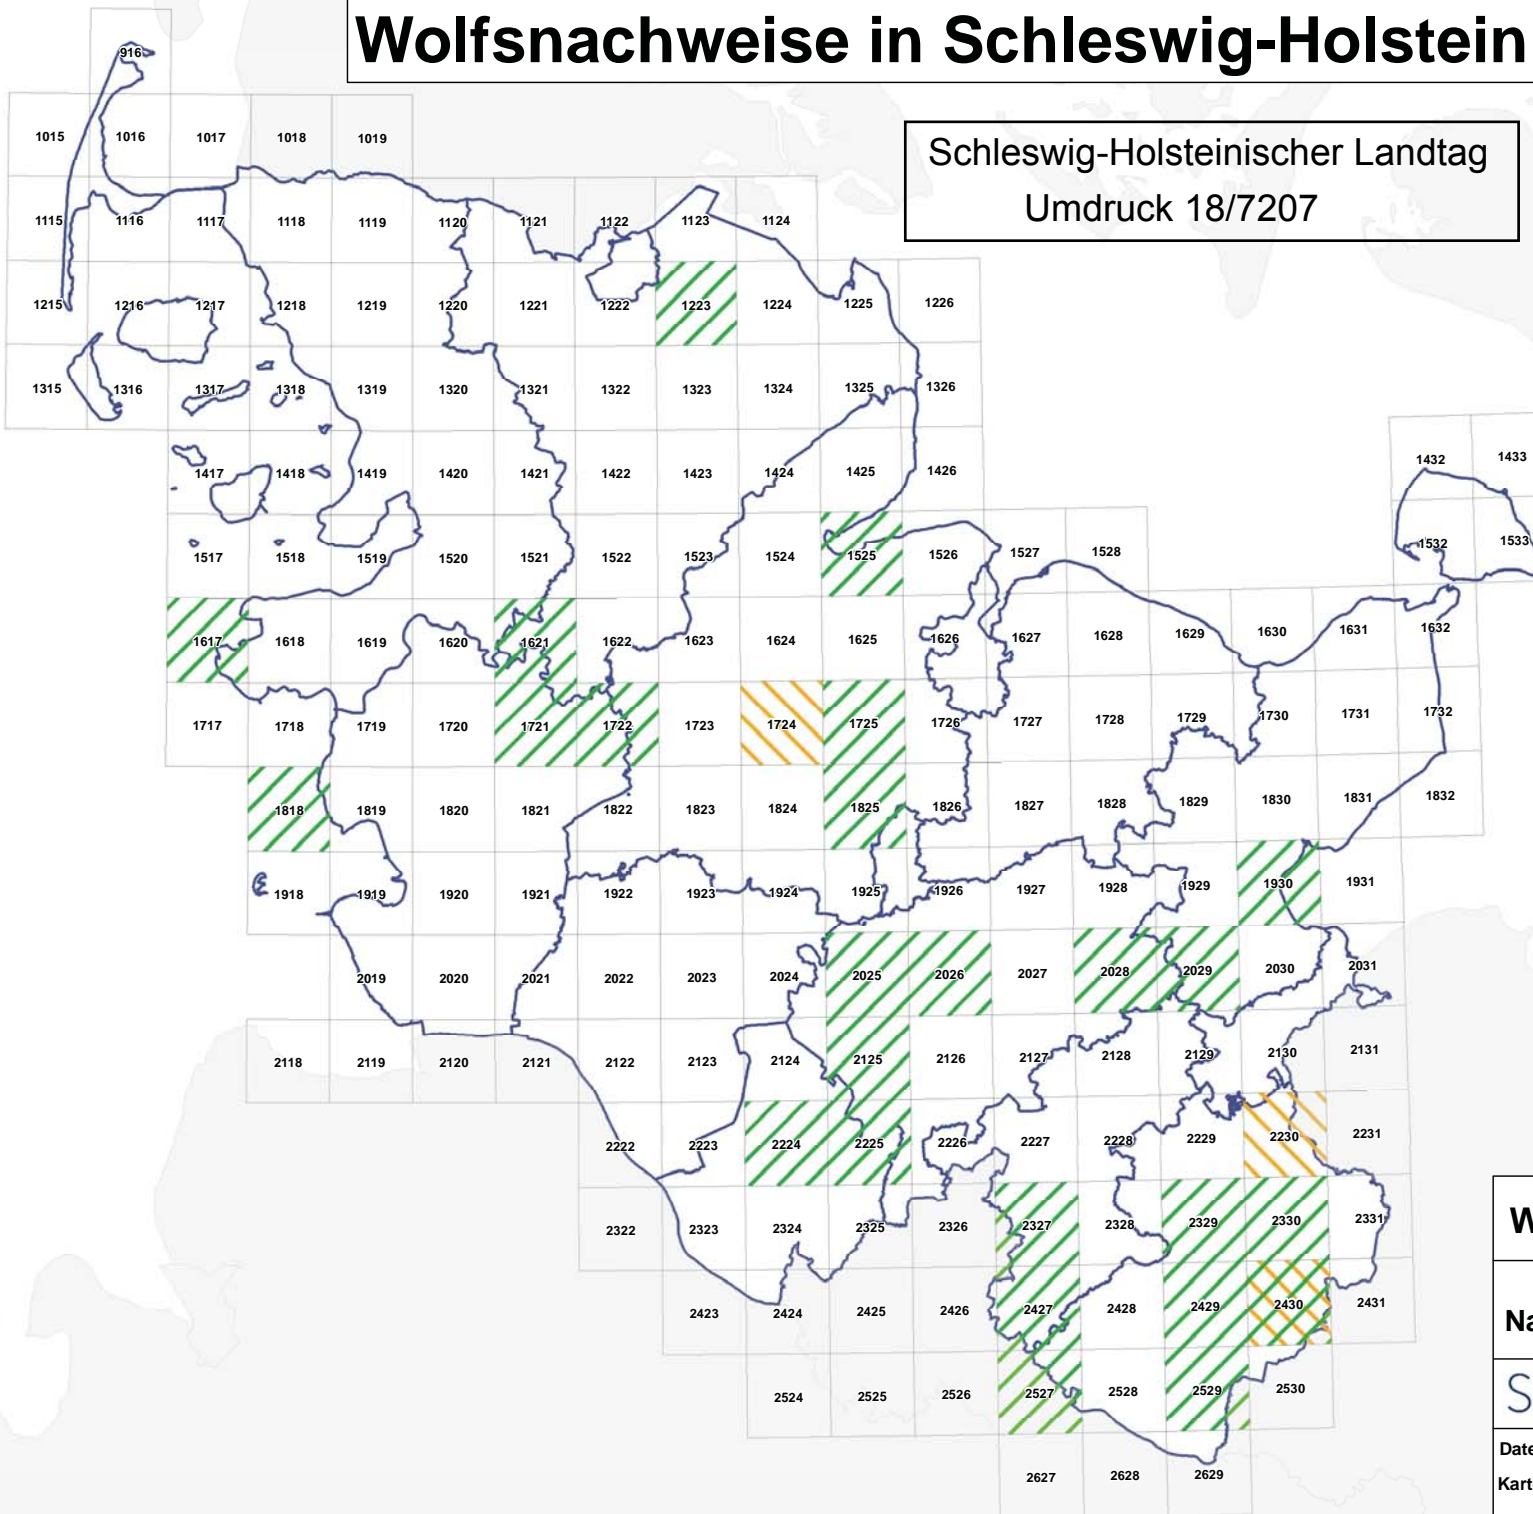 Wolfsnachweise in Schleswig-Holstein
Schleswig-Holsteinischer Landtag
Umdruck 18/7207
916
1015 1016 1017 1018 1019
1115 1116 1117 1118 1119 1120 1121 1122 1123 1124
1215 1216 1217 1218 1219 1220 1221 1222 1223 1224 1225 1226
1315 1316 1317 1318 1319 1320 1321 1322 1323 1324 1325 1326
1417 1418 1419 1420 1421 1422 1423 1424 1425 1426 1432 1433
1517 1518 1519 1520 1521 1522 1523 1524 1525 1526 1527 1528 1532 1533
1617 1618 1619 1620 1621 1622 1623 1624 1625 1626 1627 1628 1629 1630 1631 1632
1717 1718 1719 1720 1721 1722 1723 1724 1725 1726 1727 1728 1729 1730 1731 1732
1818 1819 1820 1821 1822 1823 1824 1825 1826 1827 1828 1829 1830 1831 1832
1918 1919 1920 1921 1922 1923 1924 1925 1926 1927 1928 1929 1930 1931
2019 2020 2021 2022 2023 2024 2025 2026 2027 2028 2029 2030 2031
2118 2119 2120 2121 2122 2123 2124 2125 2126 2127 2128 2129 2130 2131
2222 2223 2224 2225 2226 2227 2228 2229 2230 2231
2322 2323 2324 2325 2326 2327 2328 2329 2330 2331
2423 2424 2425 2426 2427 2428 2429 2430 2431
2524 2525 2526 2527 2528 2529 2530
2627 2628 2629
W
Na
S
Date
Kart